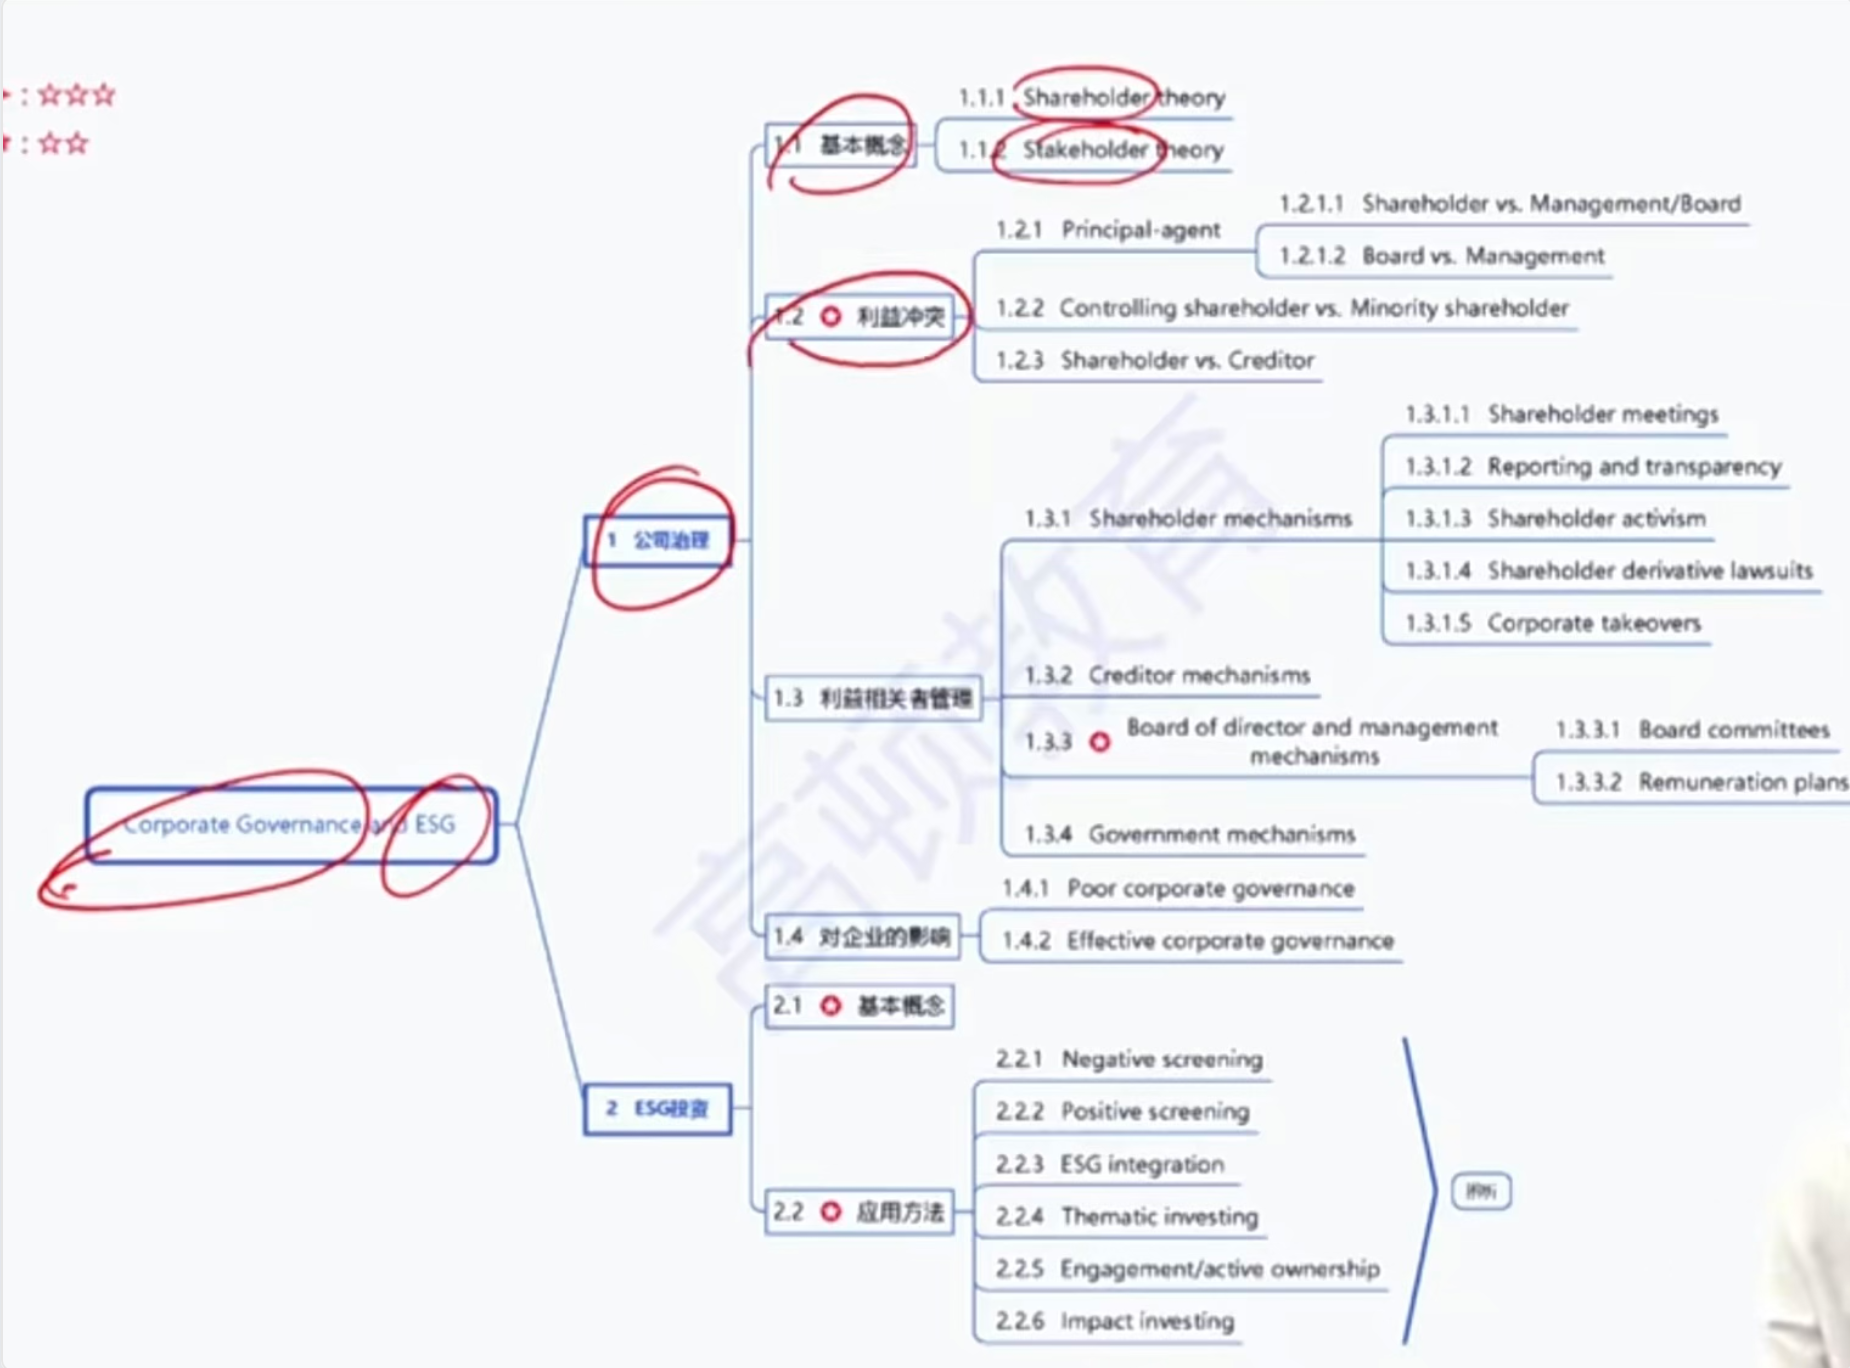 : ☆☆☆
: ☆☆
Corporate Governance and ESG
1 公司治理
1.1 基本概念
1.1.1 Shareholder theory
1.1.2 Stakeholder theory
1.2 利益冲突
1.2.1 Principal-agent
1.2.1.1 Shareholder vs. Management/Board
1.2.1.2 Board vs. Management
1.2.2 Controlling shareholder vs. Minority shareholder
1.2.3 Shareholder vs. Creditor
1.3 利益相关者管理
1.3.1 Shareholder mechanisms
1.3.1.1 Shareholder meetings
1.3.1.2 Reporting and transparency
1.3.1.3 Shareholder activism
1.3.1.4 Shareholder derivative lawsuits
1.3.1.5 Corporate takeovers
1.3.2 Creditor mechanisms
1.3.3 Board of director and management
mechanisms
1.3.3.1 Board committees
1.3.3.2 Remuneration plans
1.3.4 Government mechanisms
1.4 对企业的影响
1.4.1 Poor corporate governance
1.4.2 Effective corporate governance
2 ESG投资
2.1 基本概念
2.2 应用方法
2.2.1 Negative screening
2.2.2 Positive screening
2.2.3 ESG integration
2.2.4 Thematic investing
2.2.5 Engagement/active ownership
2.2.6 Impact investing
高顿教育